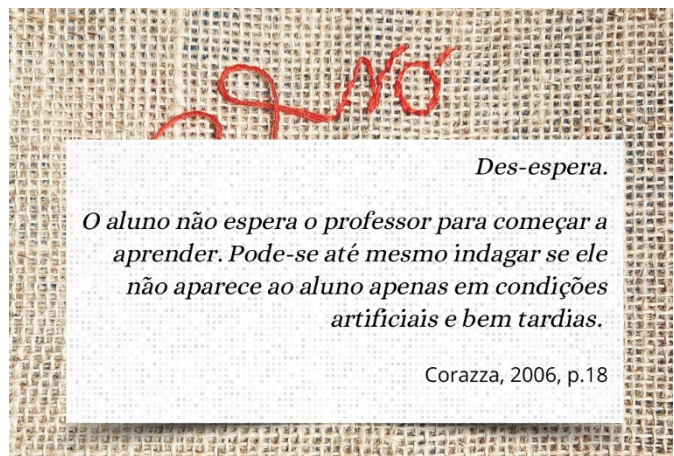 NÓ
Des-espera.
O aluno não espera o professor para começar a
aprender. Pode-se até mesmo indagar se ele
não aparece ao aluno apenas em condições
artificiais e bem tardias.
Corazza, 2006, p.18